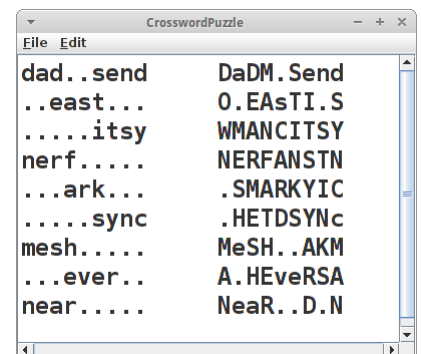 CrosswordPuzzle
File Edit
dad..send DaDM.Send
..east... O.EAsTI.S
.....itsy WMANCITSY
nerf..... NERFANSTN
...ark... .SMARKYIC
.....sync .HETDSYNc
mesh..... MeSH..AKM
...ever.. A.HEveRSA
near..... NeaR..D.N